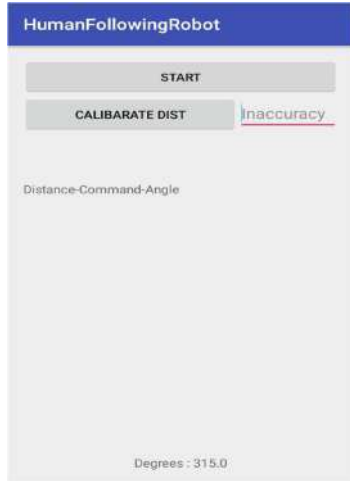 HumanFollowingRobot
START
CALIBARATE DIST Inaccuracy
Distance-Command-Angle
Degrees : 315.0